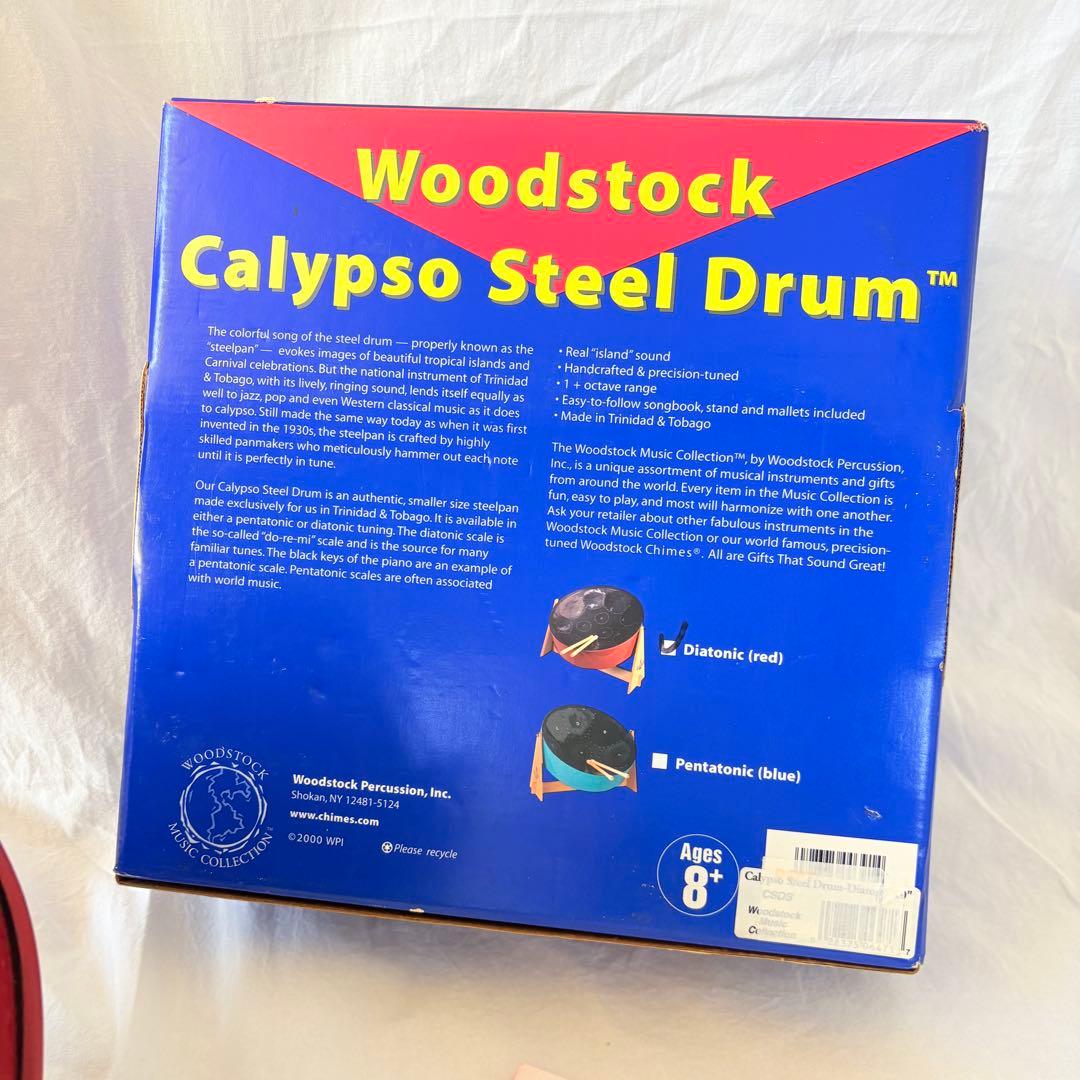 Woodstock
Calypso Steel Drum™
The colorful song of the steel drum — properly known as the
"steelpan" — evokes images of beautiful tropical islands and
Carnival celebrations. But the national instrument of Trinidad
& Tobago, with its lively, ringing sound, lends itself equally as
well to jazz, pop and even Western classical music as it does
to calypso. Still made the same way today as when it was first
invented in the 1930s, the steelpan is crafted by highly
skilled panmakers who meticulously hammer out each note
until it is perfectly in tune.
Our Calypso Steel Drum is an authentic, smaller size steelpan
made exclusively for us in Trinidad & Tobago. It is available in
either a pentatonic or diatonic tuning. The diatonic scale is
the so-called "do-re-mi" scale and is the source for many
familiar tunes. The black keys of the piano are an example of
a pentatonic scale. Pentatonic scales are often associated
with world music.
• Real "island" sound
• Handcrafted & precision-tuned
• 1 + octave range
• Easy-to-follow songbook, stand and mallets included
• Made in Trinidad & Tobago
The Woodstock Music Collection™, by Woodstock Percussion,
Inc., is a unique assortment of musical instruments and gifts
from around the world. Every item in the Music Collection is
fun, easy to play, and most will harmonize with one another.
Ask your retailer about other fabulous instruments in the
Woodstock Music Collection or our world famous, precision-
tuned Woodstock Chimes®. All are Gifts That Sound Great!
Diatonic (red)
Pentatonic (blue)
WOODSTOCK
MUSIC COLLECTION™
Woodstock Percussion, Inc.
Shokan, NY 12481-5124
www.chimes.com
©2000 WPI
Please recycle
Ages
8+
Calypso Steel Drum-Diatonic
CSDS
Woodstock
Music
Collection
7